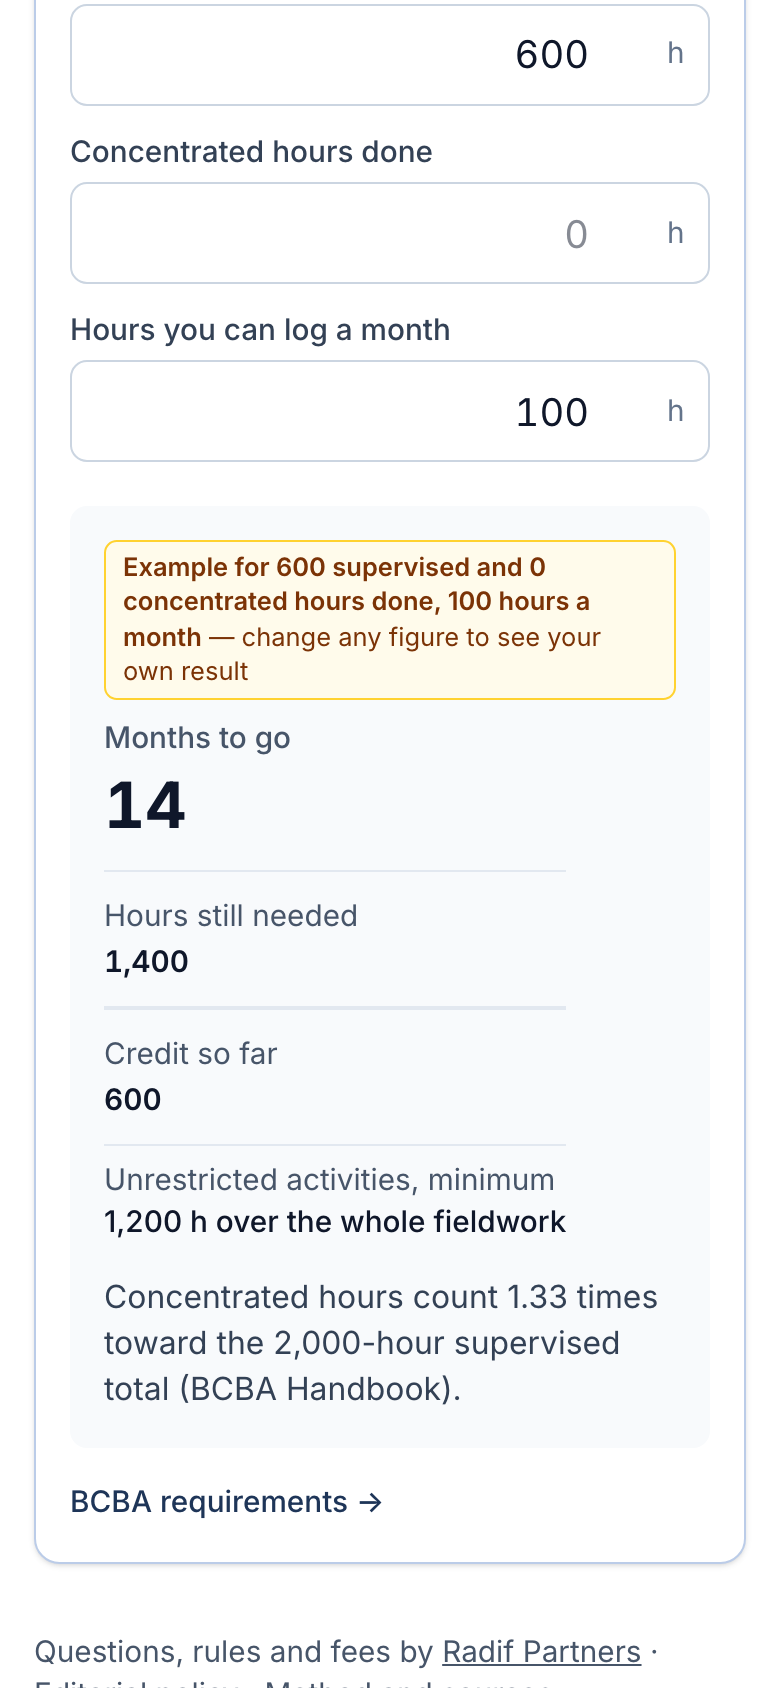 600 h
Concentrated hours done
0 h
Hours you can log a month
100 h
Example for 600 supervised and 0
concentrated hours done, 100 hours a
month — change any figure to see your
own result
Months to go
14
Hours still needed
1,400
Credit so far
600
Unrestricted activities, minimum
1,200 h over the whole fieldwork
Concentrated hours count 1.33 times
toward the 2,000-hour supervised
total (BCBA Handbook).
BCBA requirements →
Questions, rules and fees by Radif Partners ·